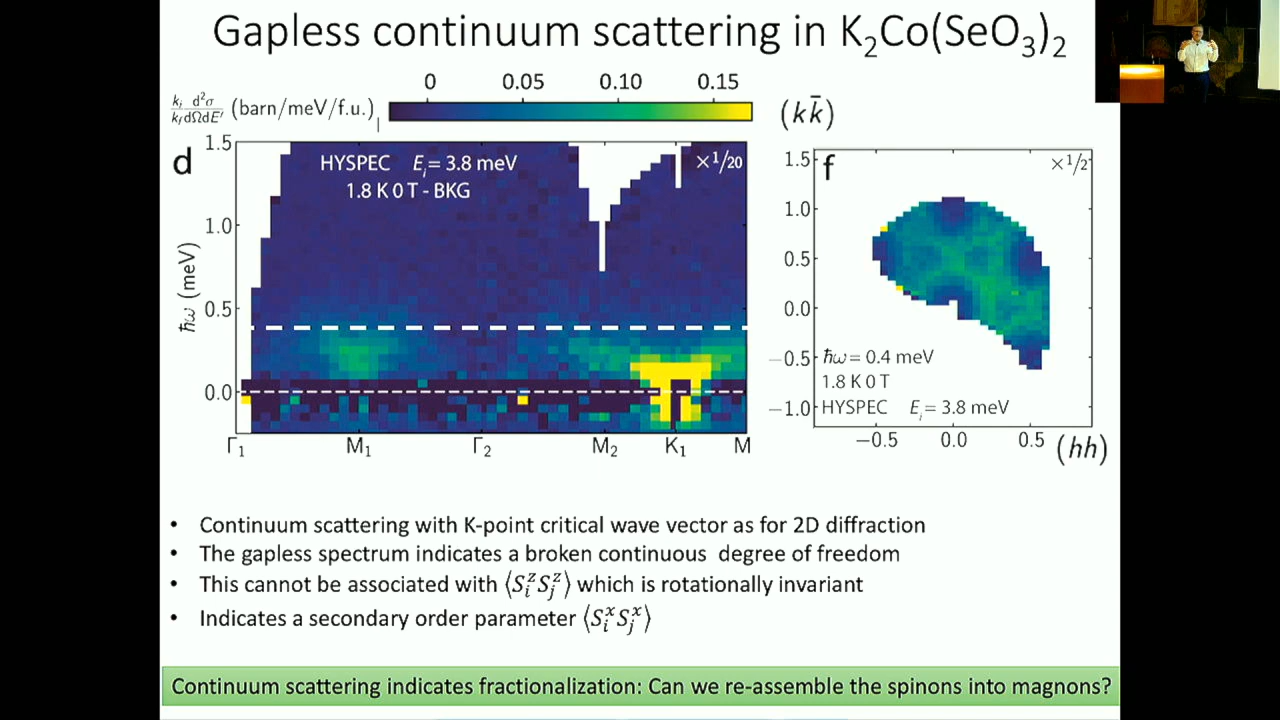 Gapless continuum scattering in K₂Co(SeO₃)₂
0 0.05 0.10 0.15
kᵢ/k_f d²σ/dΩdE' (barn/meV/f.u.)
(kk̄)
d
HYSPEC Eᵢ= 3.8 meV
1.8 K 0 T - BKG
×1/20
1.5
1.0
0.5
0.0
ħω (meV)
Γ₁ M₁ Γ₂ M₂ K₁ M
f
×1/2
1.5
1.0
0.5
0.0
−0.5
−1.0
ħω = 0.4 meV
1.8 K 0 T
HYSPEC Eᵢ= 3.8 meV
−0.5 0.0 0.5
(hh)
• Continuum scattering with K-point critical wave vector as for 2D diffraction
• The gapless spectrum indicates a broken continuous degree of freedom
• This cannot be associated with ⟨SᵢᶻSⱼᶻ⟩ which is rotationally invariant
• Indicates a secondary order parameter ⟨SᵢˣSⱼˣ⟩
Continuum scattering indicates fractionalization: Can we re-assemble the spinons into magnons?